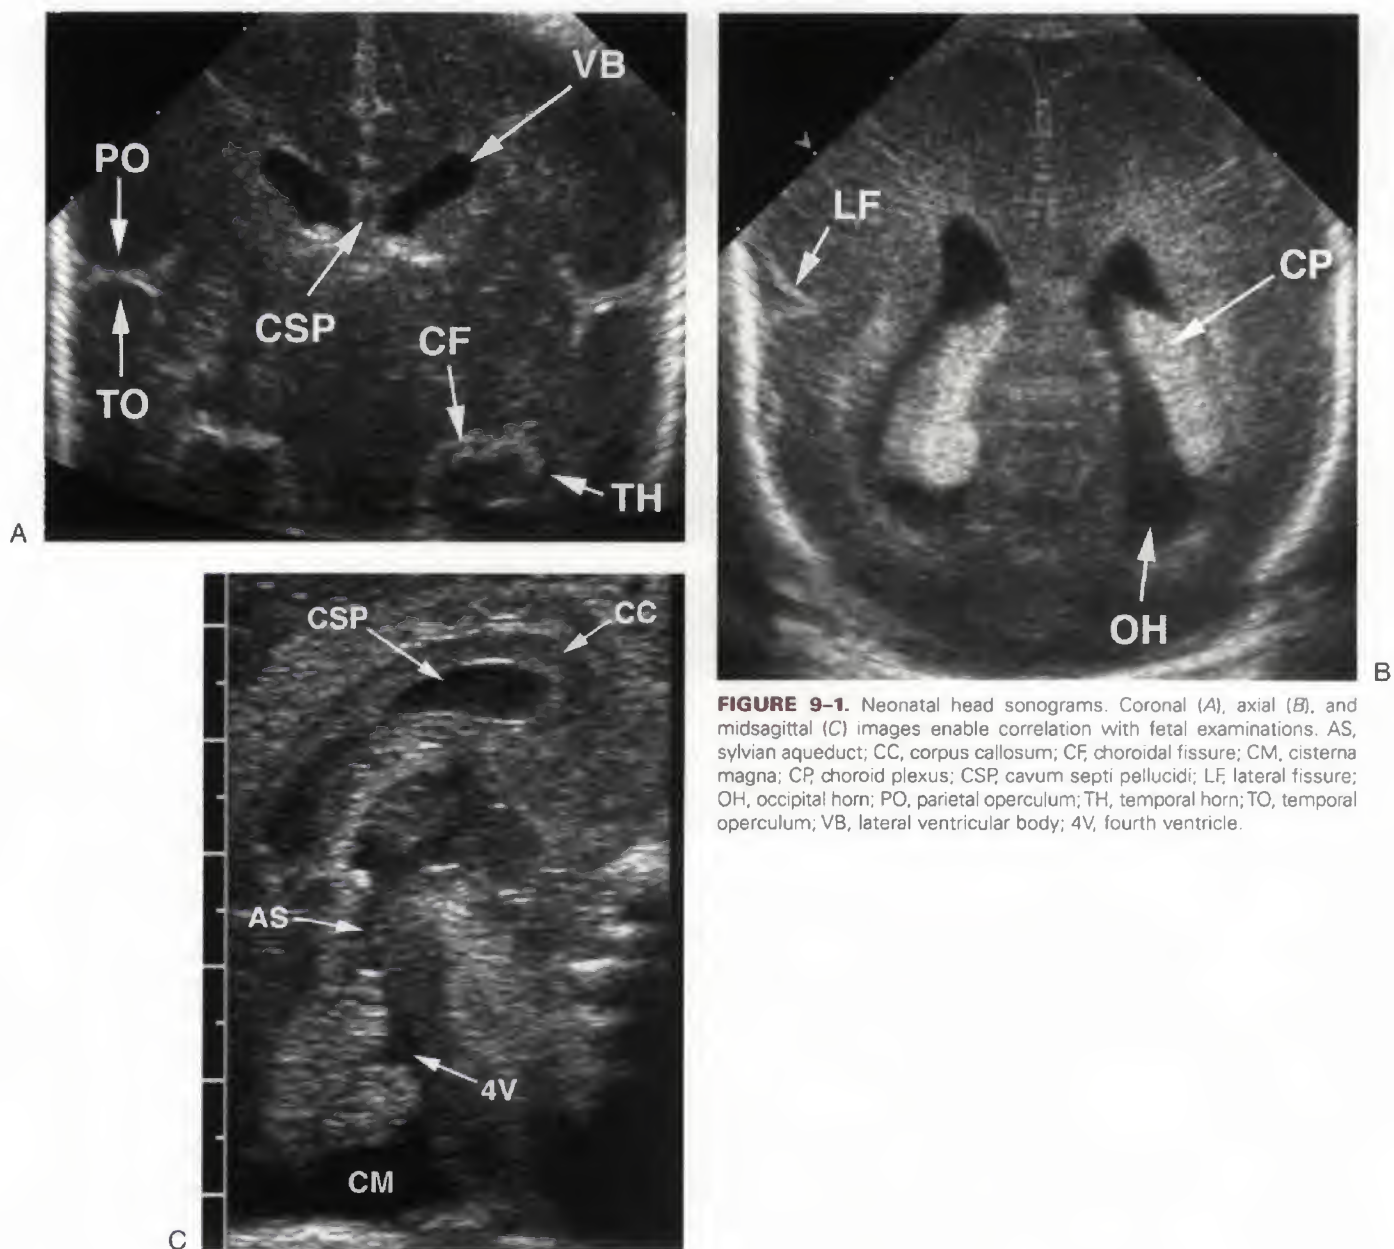 VB
PO
CSP
CF
TO
TH
A
LF
CP
OH
B
CSP
CC
AS
4V
CM
C
FIGURE 9–1. Neonatal head sonograms. Coronal (A), axial (B), and
midsagittal (C) images enable correlation with fetal examinations. AS,
sylvian aqueduct; CC, corpus callosum; CF, choroidal fissure; CM, cisterna
magna; CP, choroid plexus; CSP, cavum septi pellucidi; LF, lateral fissure;
OH, occipital horn; PO, parietal operculum; TH, temporal horn; TO, temporal
operculum; VB, lateral ventricular body; 4V, fourth ventricle.